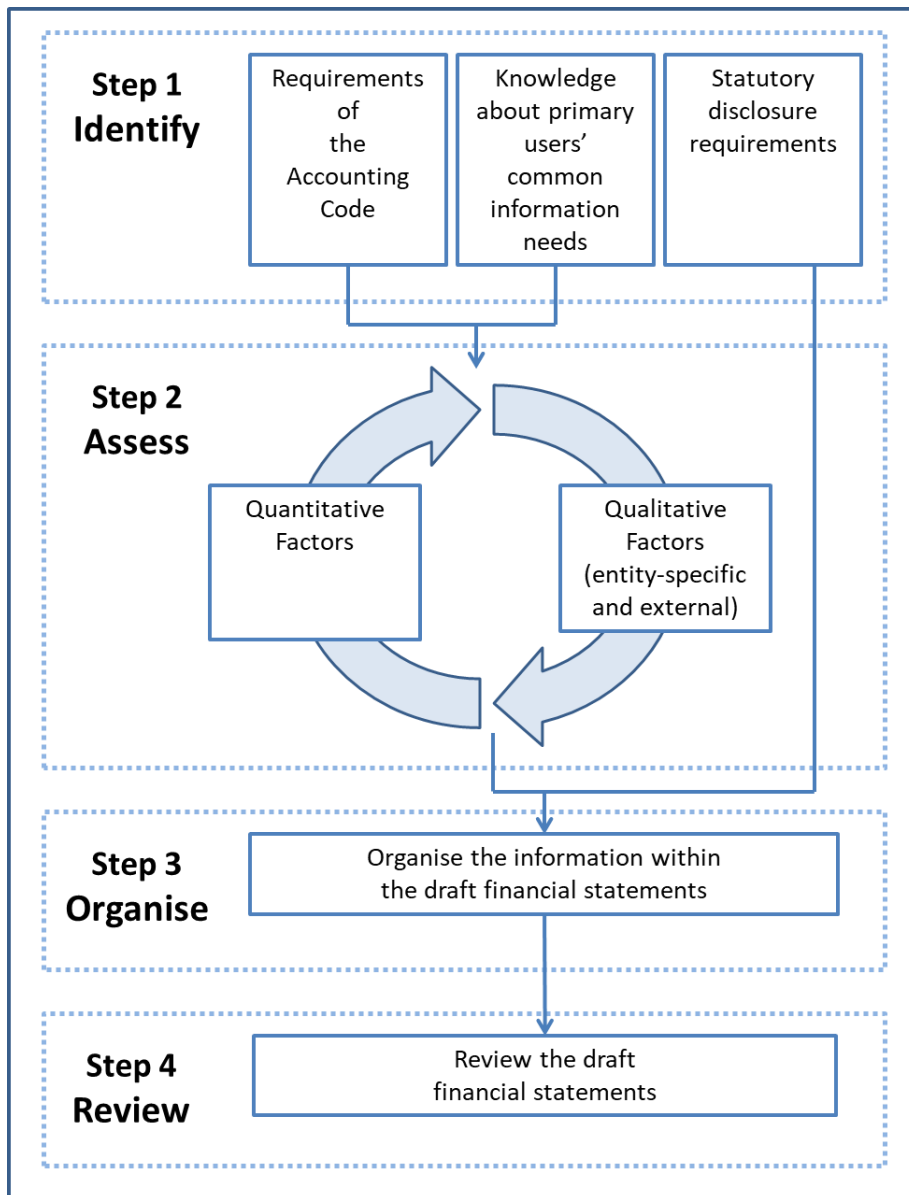 Step 1
Identify
Requirements
of
the
Accounting
Code
Knowledge
about primary
users’
common
information
needs
Statutory
disclosure
requirements
Step 2
Assess
Quantitative
Factors
Qualitative
Factors
(entity-specific
and external)
Step 3
Organise
Organise the information within
the draft financial statements
Step 4
Review
Review the draft
financial statements